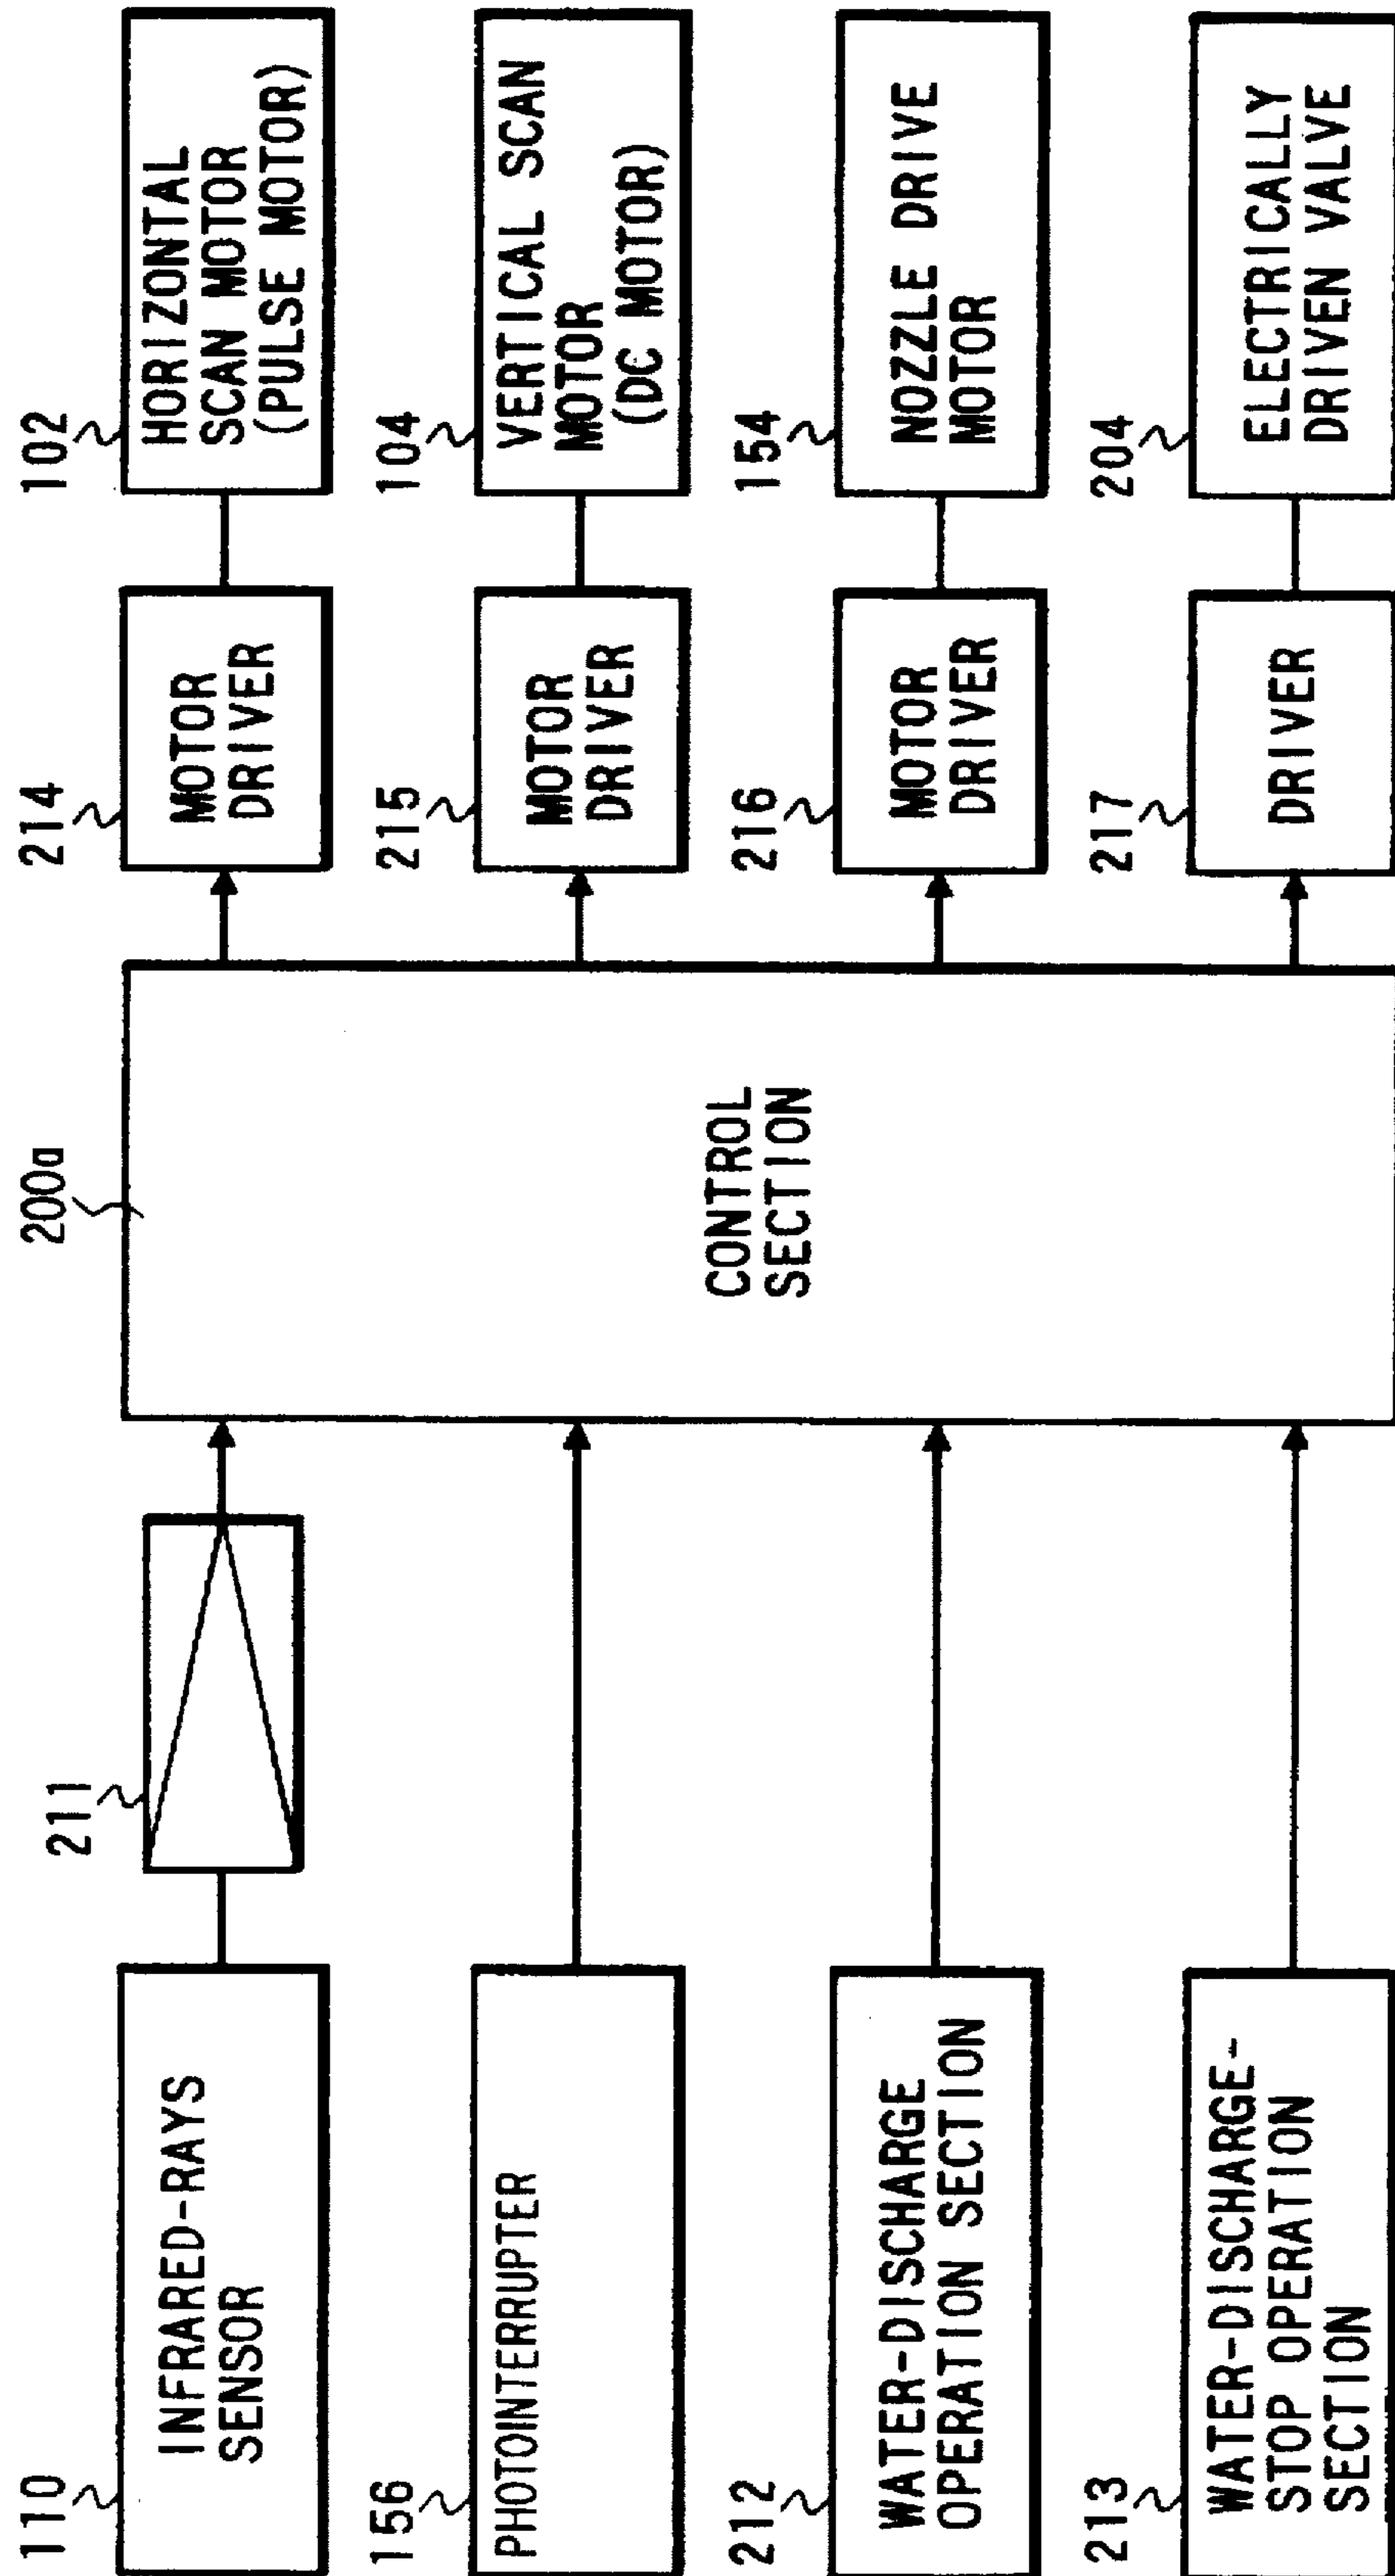 110
INFRARED-RAYS
SENSOR
211
200a
CONTROL
SECTION
214
MOTOR
DRIVER
102
HORIZONTAL
SCAN MOTOR
(PULSE MOTOR)
156
PHOTOINTERRUPTER
215
MOTOR
DRIVER
104
VERTICAL SCAN
MOTOR
(DC MOTOR)
212
WATER-DISCHARGE
OPERATION SECTION
216
MOTOR
DRIVER
154
NOZZLE DRIVE
MOTOR
213
WATER-DISCHARGE-
STOP OPERATION
SECTION
217
DRIVER
204
ELECTRICALLY
DRIVEN VALVE